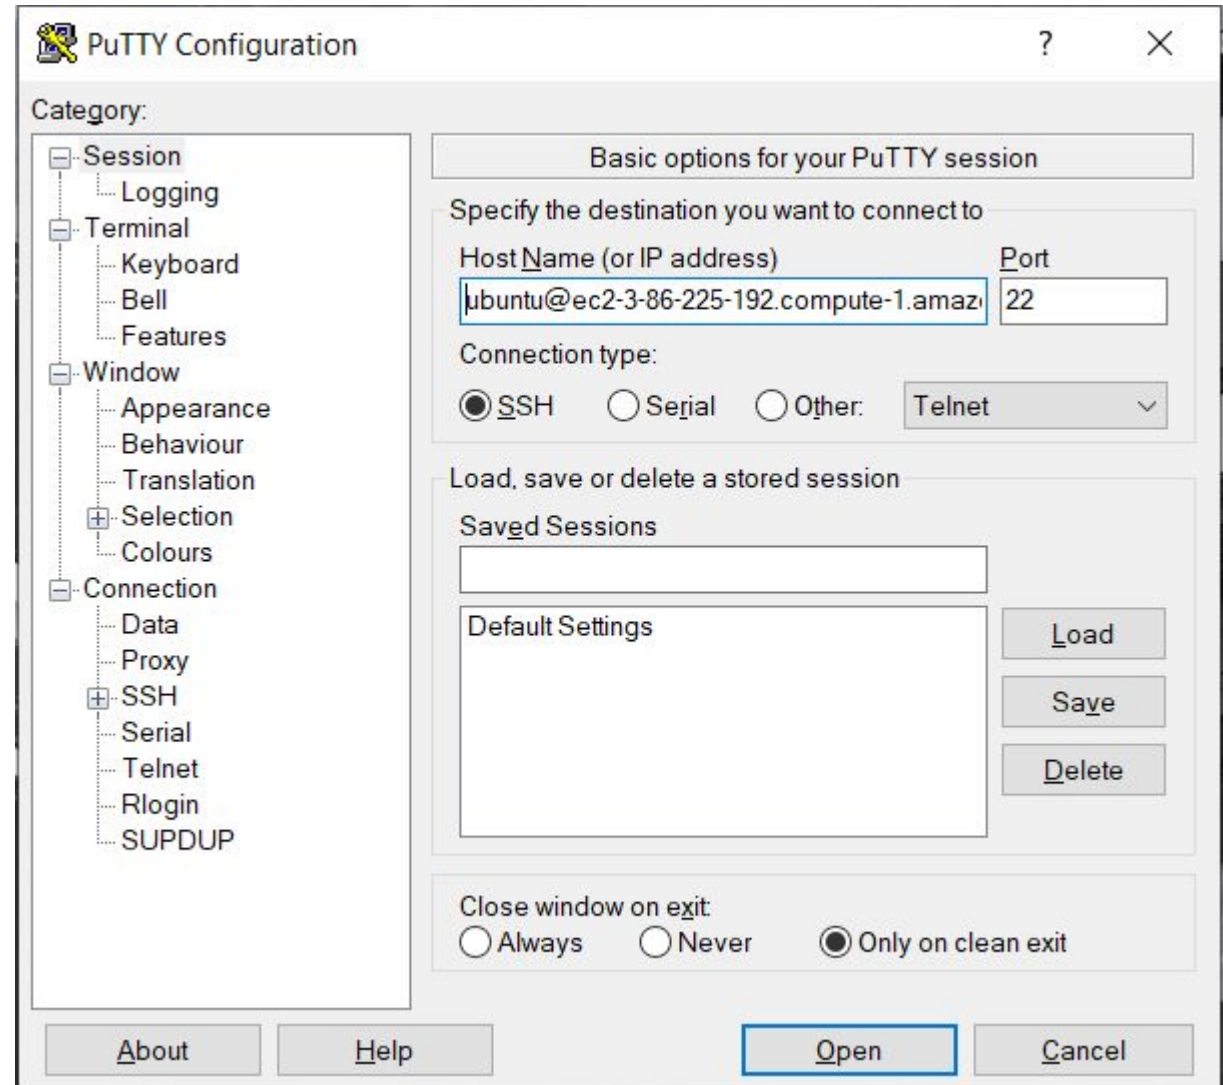 PuTTY Configuration
?
Category:
Session
Logging
Terminal
Keyboard
Bell
Features
Window
Appearance
Behaviour
Translation
Selection
Colours
Connection
Data
Proxy
SSH
Serial
Telnet
Rlogin
SUPDUP
Basic options for your PuTTY session
Specify the destination you want to connect to
Host Name (or IP address) Port
ubuntu@ec2-3-86-225-192.compute-1.amaz 22
Connection type:
SSH Serial Other: Telnet
Load, save or delete a stored session
Saved Sessions
Default Settings
Load
Save
Delete
Close window on exit:
Always Never Only on clean exit
About Help Open Cancel